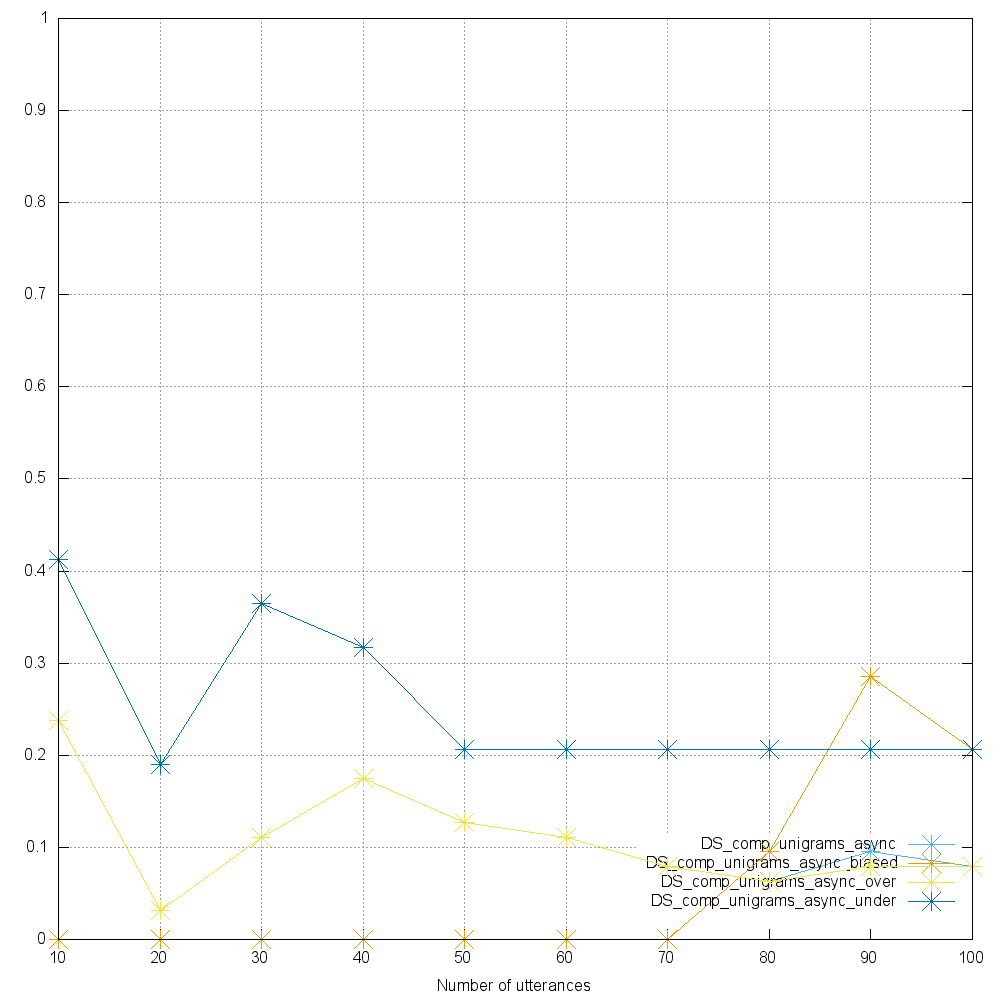 1
0.9
0.8
0.7
0.6
0.5
0.4
0.3
0.2
0.1
0
DS_comp_unigrams_async
DS_comp_unigrams_async_biased
DS_comp_unigrams_async_over
DS_comp_unigrams_async_under
10 20 30 40 50 60 70 80 90 100
Number of utterances